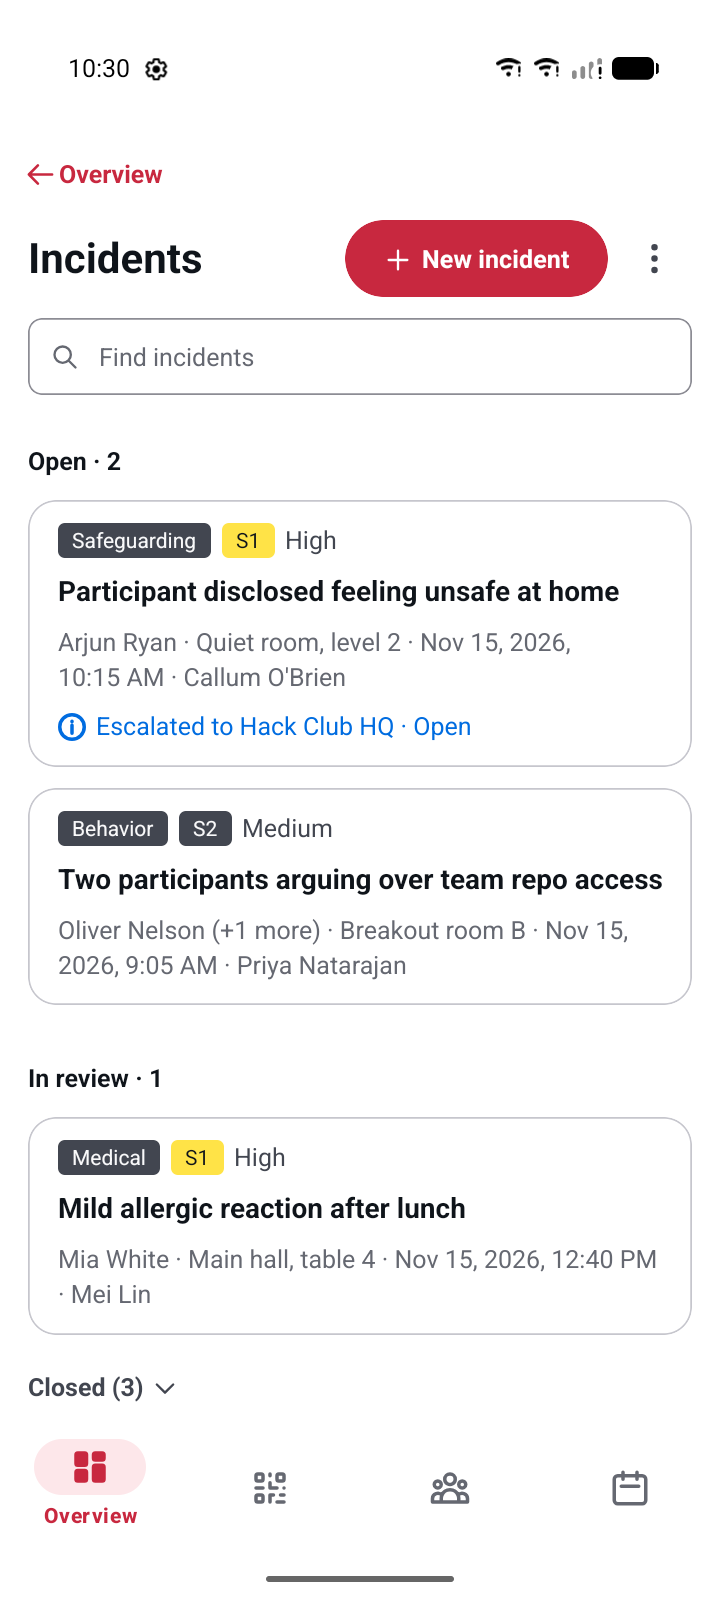 10:30
Overview
Incidents
New incident
Find incidents
Open · 2
Safeguarding S1 High
Participant disclosed feeling unsafe at home
Arjun Ryan · Quiet room, level 2 · Nov 15, 2026,
10:15 AM · Callum O'Brien
Escalated to Hack Club HQ · Open
Behavior S2 Medium
Two participants arguing over team repo access
Oliver Nelson (+1 more) · Breakout room B · Nov 15,
2026, 9:05 AM · Priya Natarajan
In review · 1
Medical S1 High
Mild allergic reaction after lunch
Mia White · Main hall, table 4 · Nov 15, 2026, 12:40 PM
· Mei Lin
Closed (3)
Overview